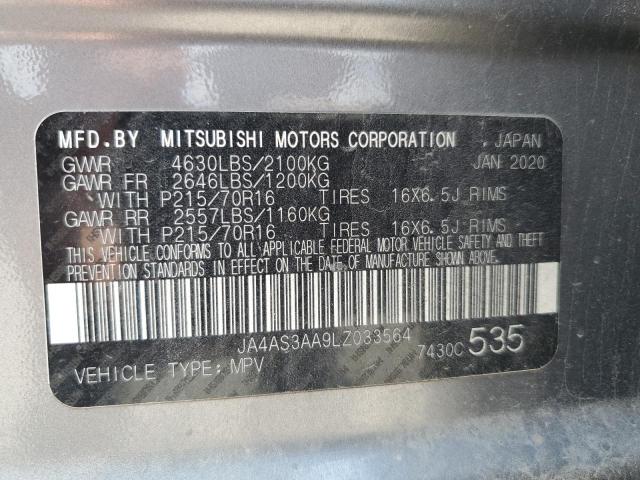 MFD.BY MITSUBISHI MOTORS CORPORATION, JAPAN
GVWR 4630LBS/2100KG JAN 2020
GAWR FR 2646LBS/1200KG
WITH P215/70R16 TIRES 16X6.5J RIMS
GAWR RR 2557LBS/1160KG
WITH P215/70R16 TIRES 16X6.5J RIMS
THIS VEHICLE CONFORMS TO ALL APPLICABLE FEDERAL MOTOR VEHICLE SAFETY AND THEFT
PREVENTION STANDARDS IN EFFECT ON THE DATE OF MANUFACTURE SHOWN ABOVE.
JA4AS3AA9LZ033564 7430C 535
VEHICLE TYPE: MPV